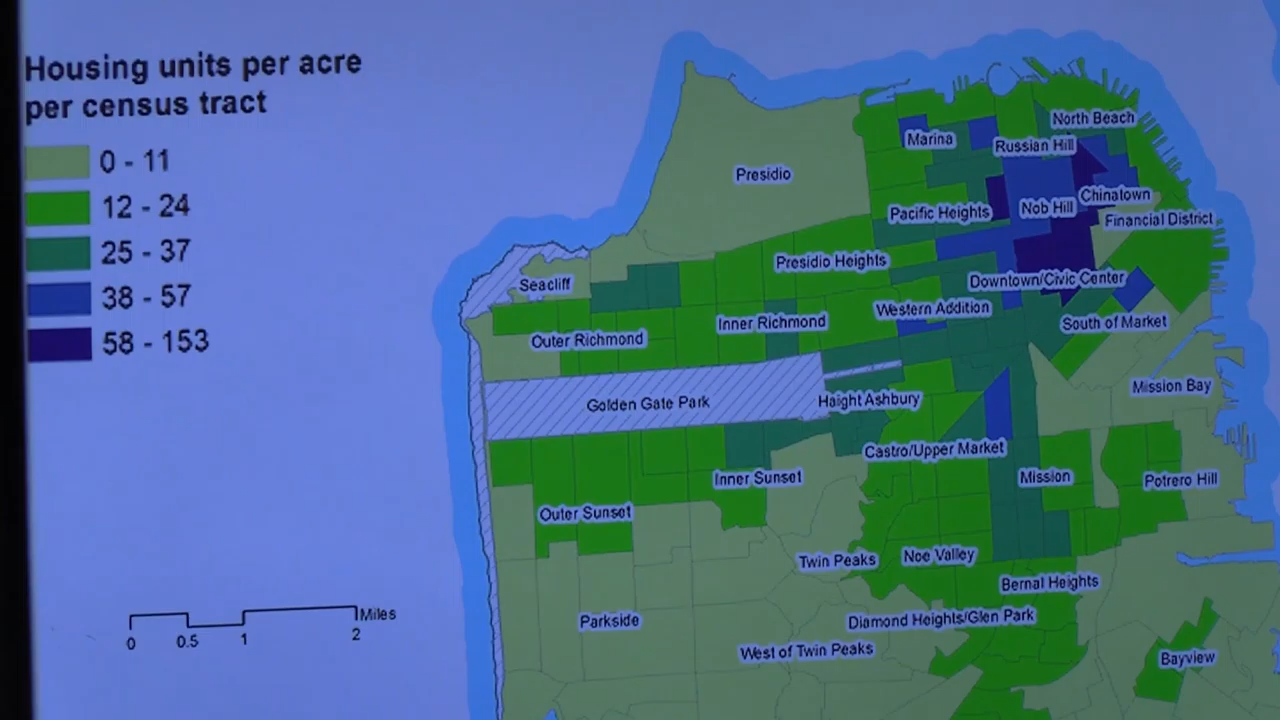 Housing units per acre
per census tract
0 - 11
12 - 24
25 - 37
38 - 57
58 - 153
North Beach
Marina
Russian Hill
Presidio
Chinatown
Nob Hill
Pacific Heights
Financial District
Presidio Heights
Downtown/Civic Center
Seacliff
Western Addition
Inner Richmond
South of Market
Outer Richmond
Mission Bay
Golden Gate Park
Haight Ashbury
Castro/Upper Market
Inner Sunset
Mission
Potrero Hill
Outer Sunset
Twin Peaks
Noe Valley
Bernal Heights
Parkside
Diamond Heights/Glen Park
West of Twin Peaks
Bayview
Miles
0 0.5 1 2